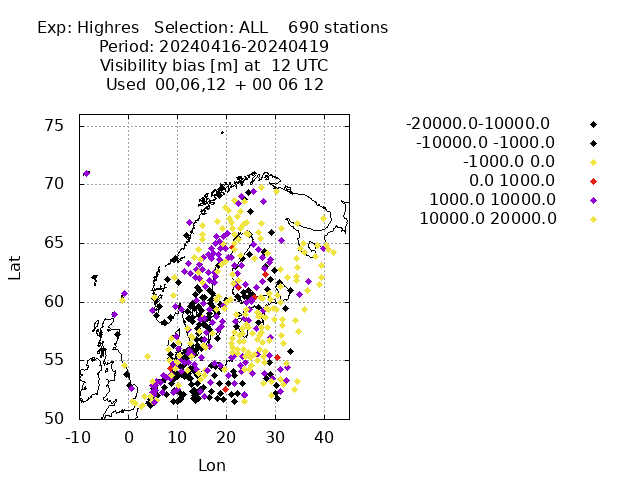 Exp: Highres   Selection: ALL    690 stations
Period: 20240416-20240419
Visibility bias [m] at  12 UTC
Used  00,06,12  + 00 06 12
-20000.0-10000.0
-10000.0 -1000.0
-1000.0 0.0
0.0 1000.0
1000.0 10000.0
10000.0 20000.0
75
70
65
60
55
50
Lat
-10 0 10 20 30 40
Lon